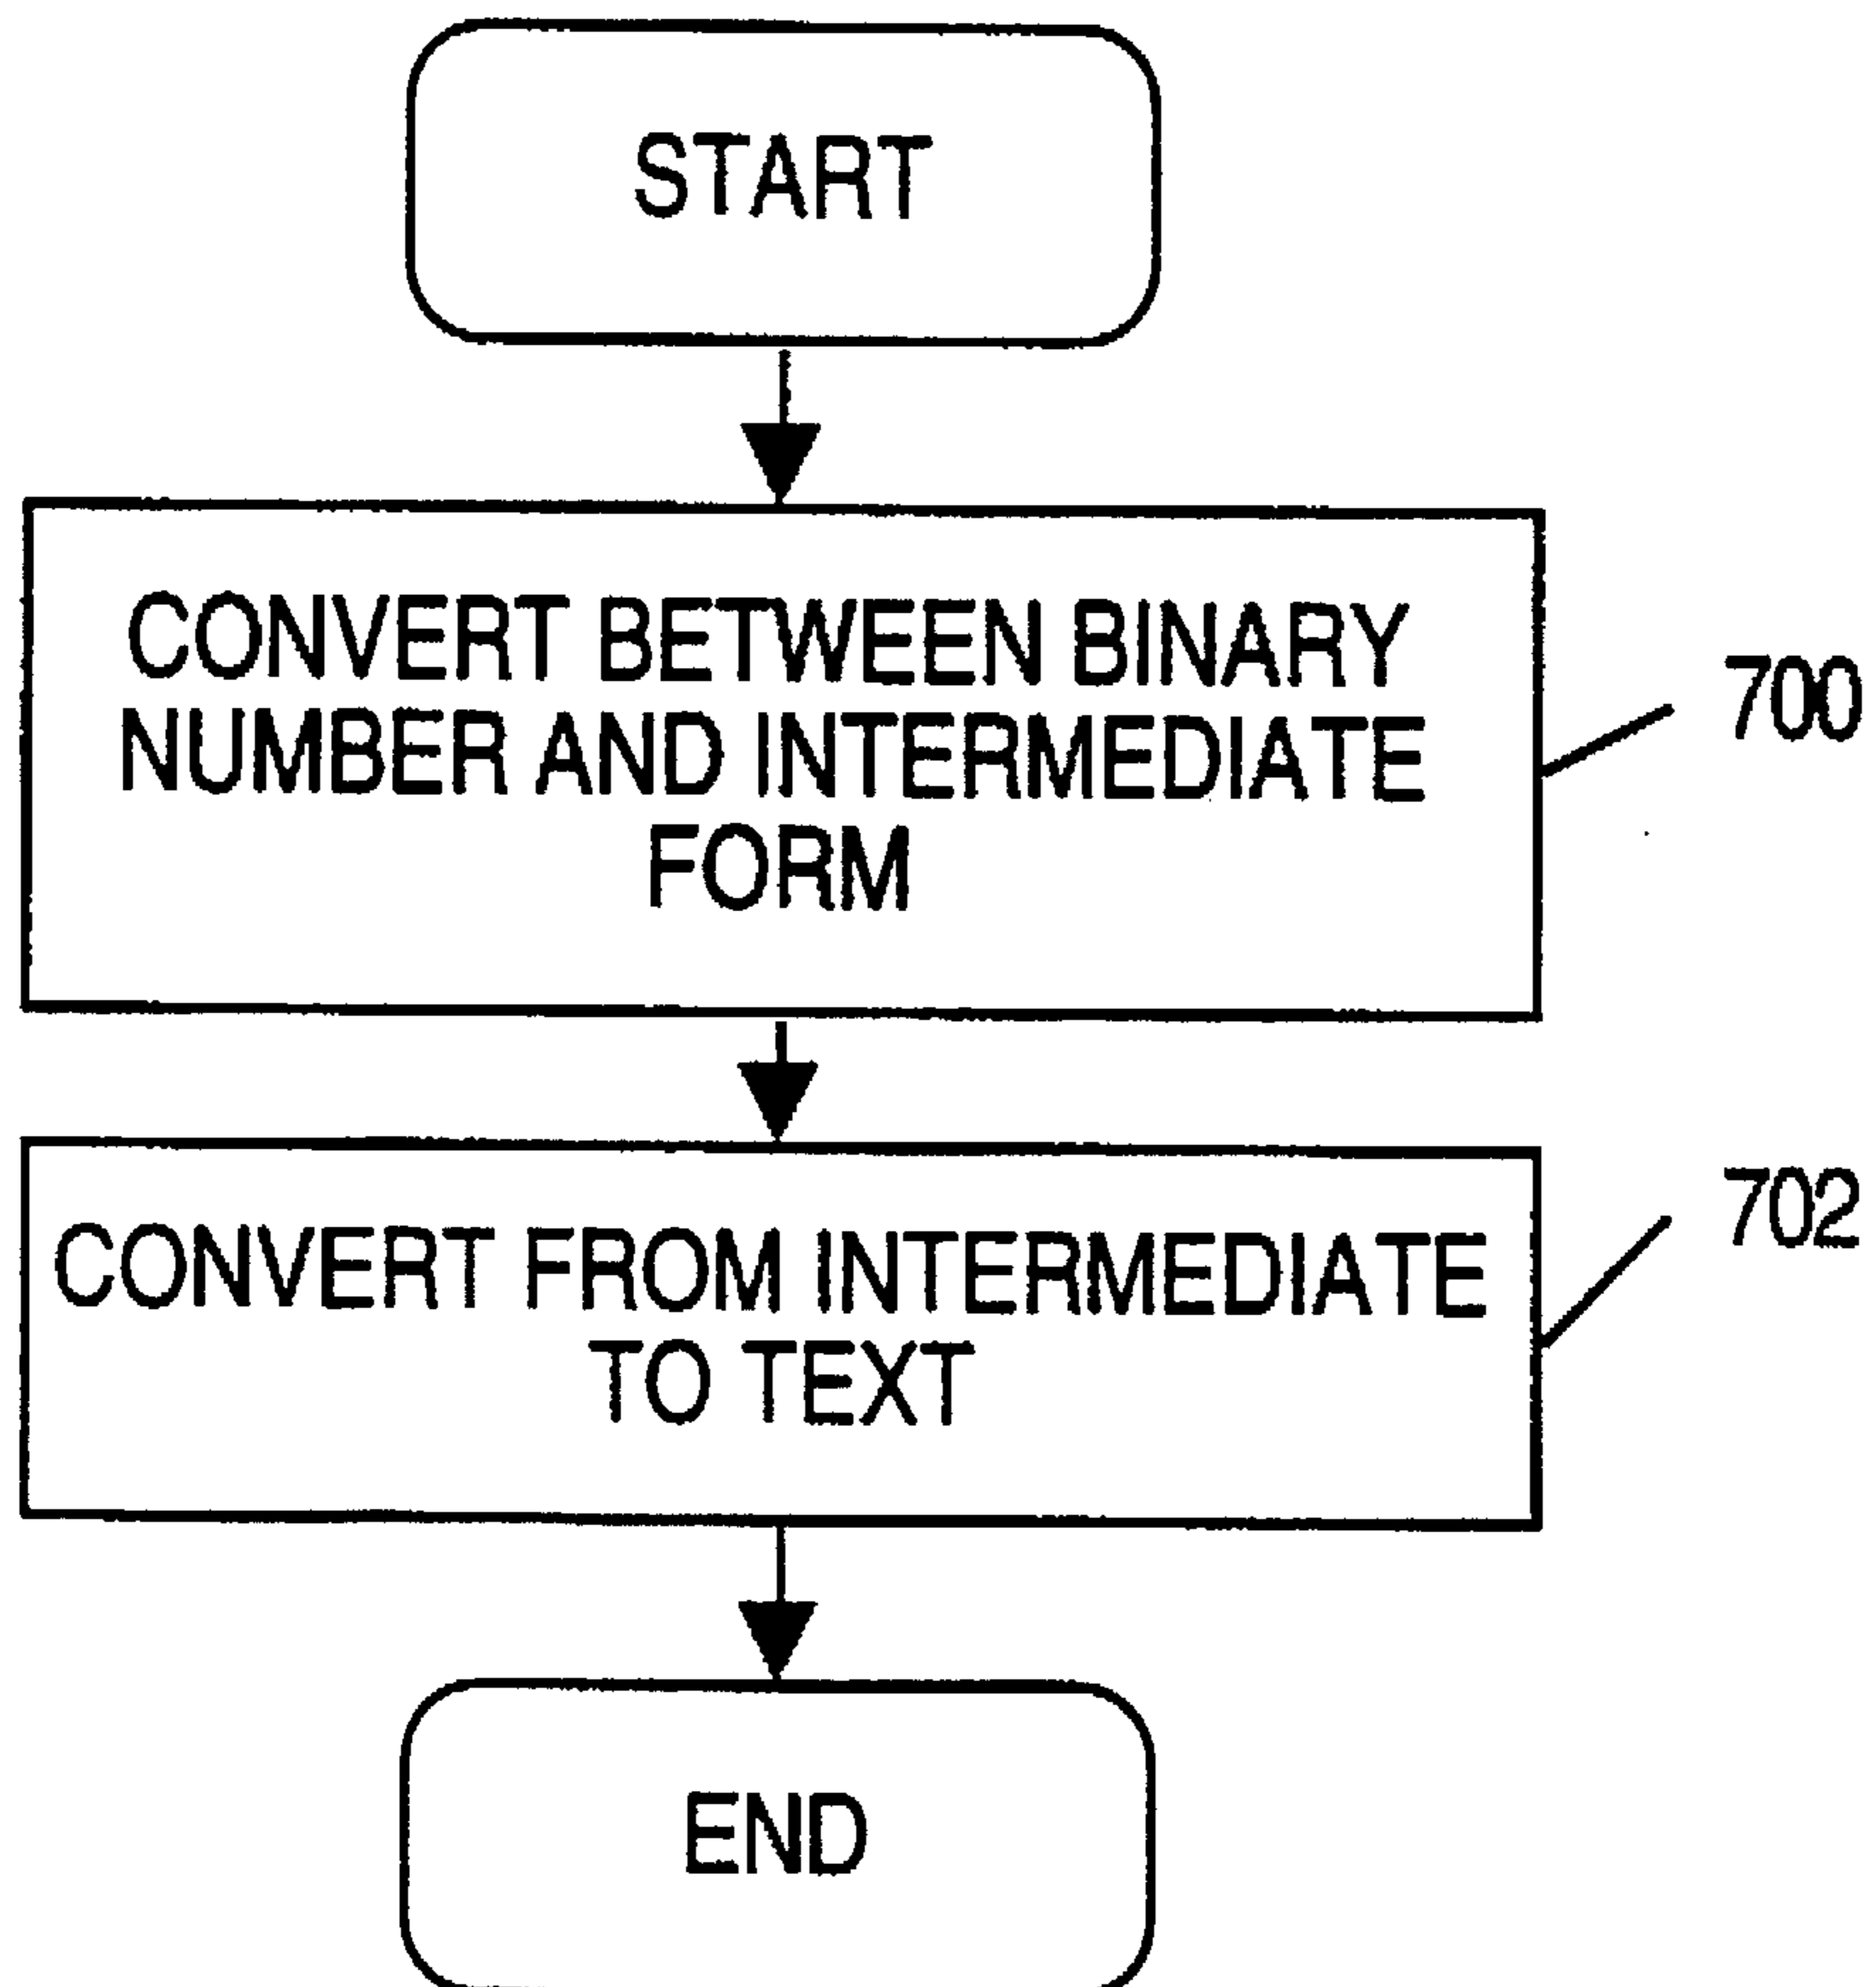 START
CONVERT BETWEEN BINARY
NUMBER AND INTERMEDIATE
FORM
700
CONVERT FROM INTERMEDIATE
TO TEXT
702
END